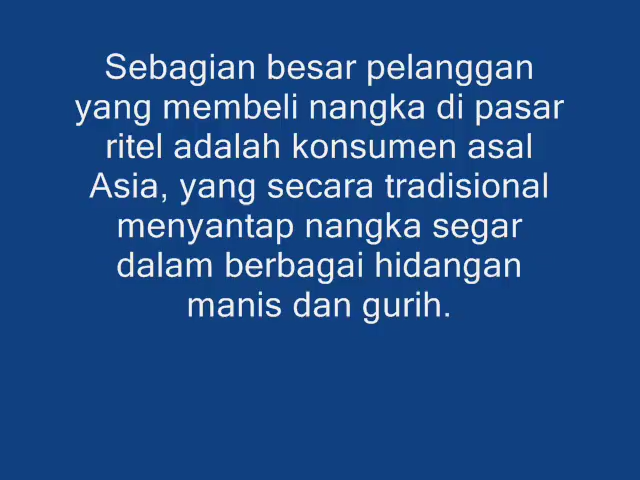 Sebagian besar pelanggan
yang membeli nangka di pasar
ritel adalah konsumen asal
Asia, yang secara tradisional
menyantap nangka segar
dalam berbagai hidangan
manis dan gurih.